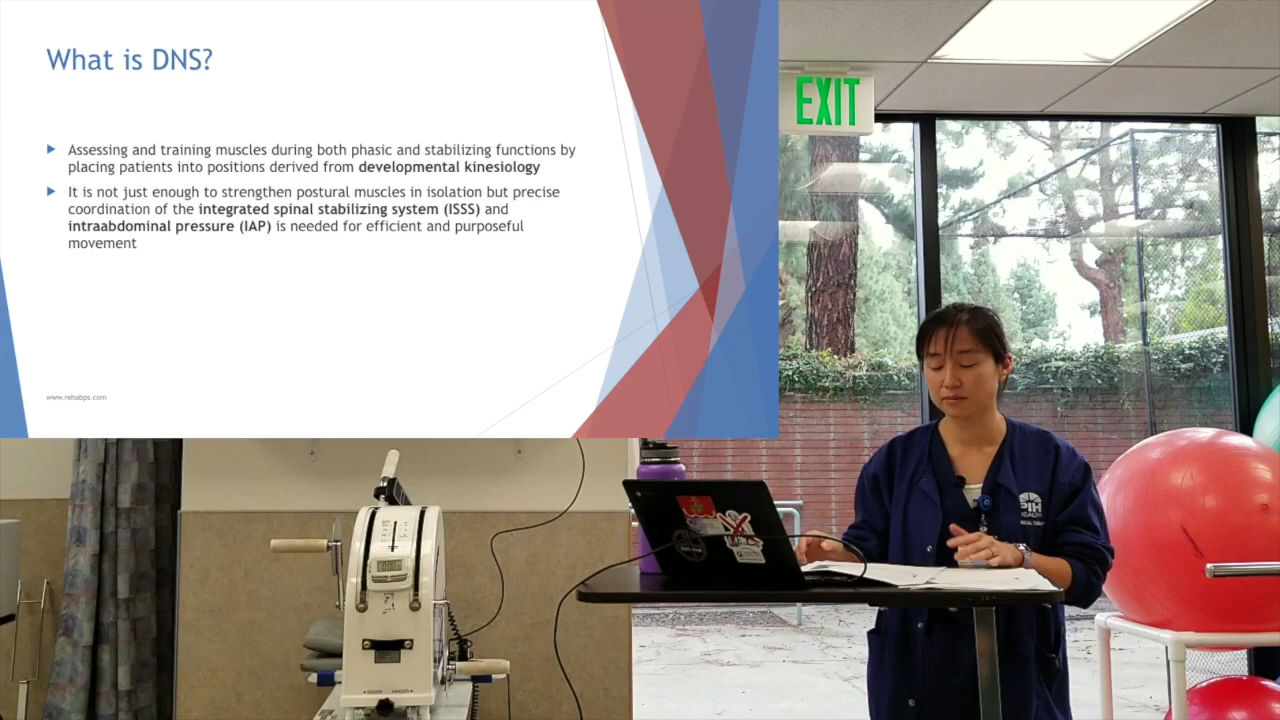 What is DNS?
Assessing and training muscles during both phasic and stabilizing functions by
placing patients into positions derived from developmental kinesiology
It is not just enough to strengthen postural muscles in isolation but precise
coordination of the integrated spinal stabilizing system (ISSS) and
intraabdominal pressure (IAP) is needed for efficient and purposeful
movement
www.rehabps.com
EXIT
PIH
HEALTH